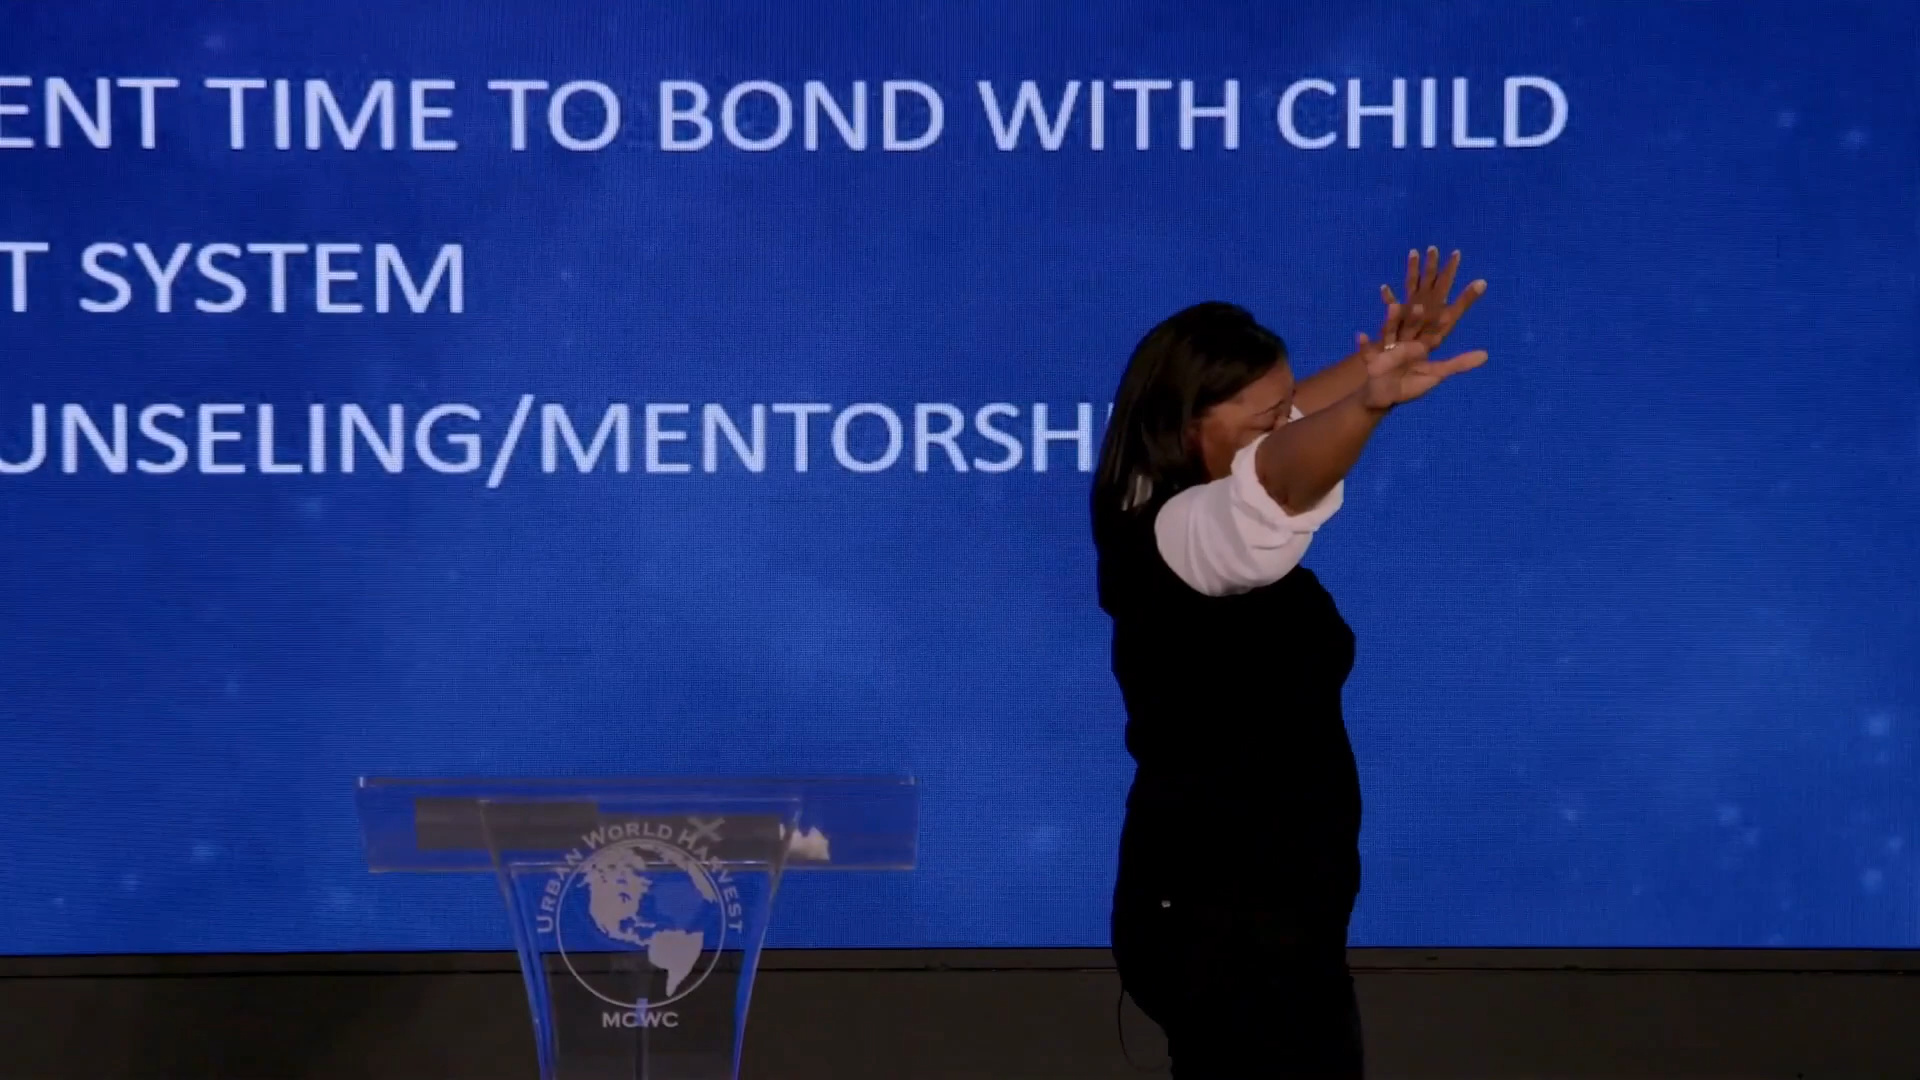 ENT TIME TO BOND WITH CHILD
T SYSTEM
UNSELING/MENTORSH
URBAN WORLD HARVEST
MCWC